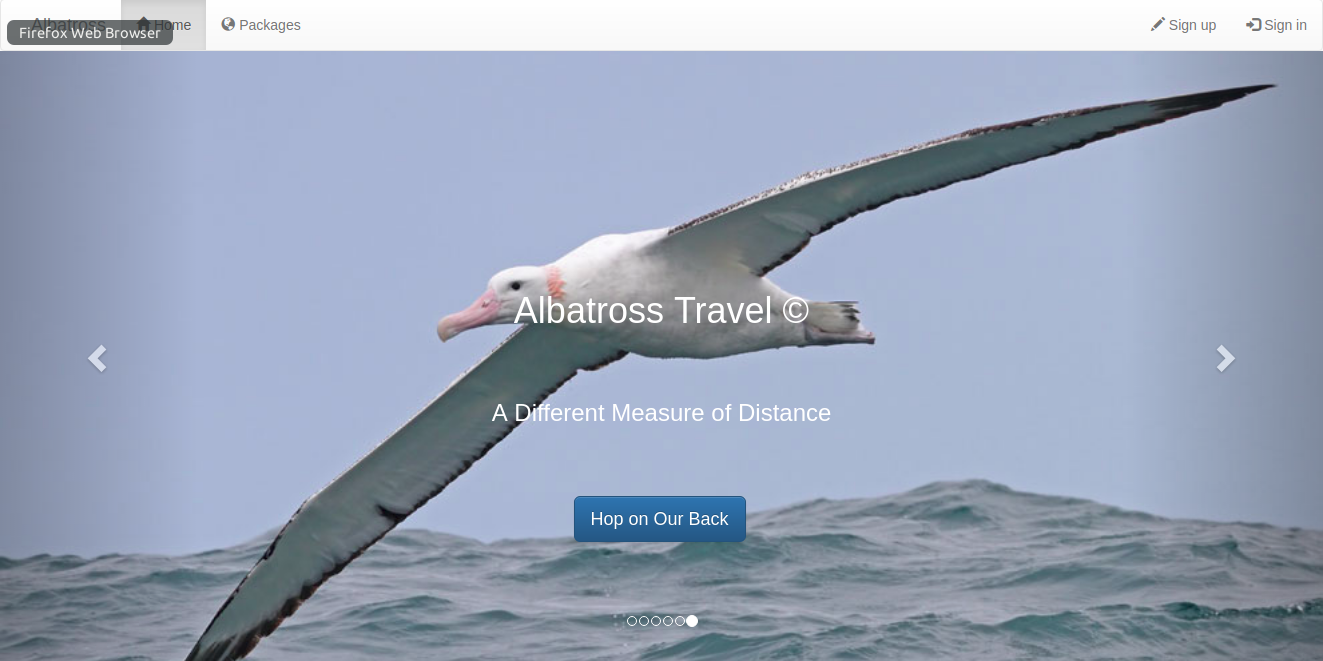 Albatross Home Packages Sign up Sign in
Firefox Web Browser
Albatross Travel ©
A Different Measure of Distance
Hop on Our Back